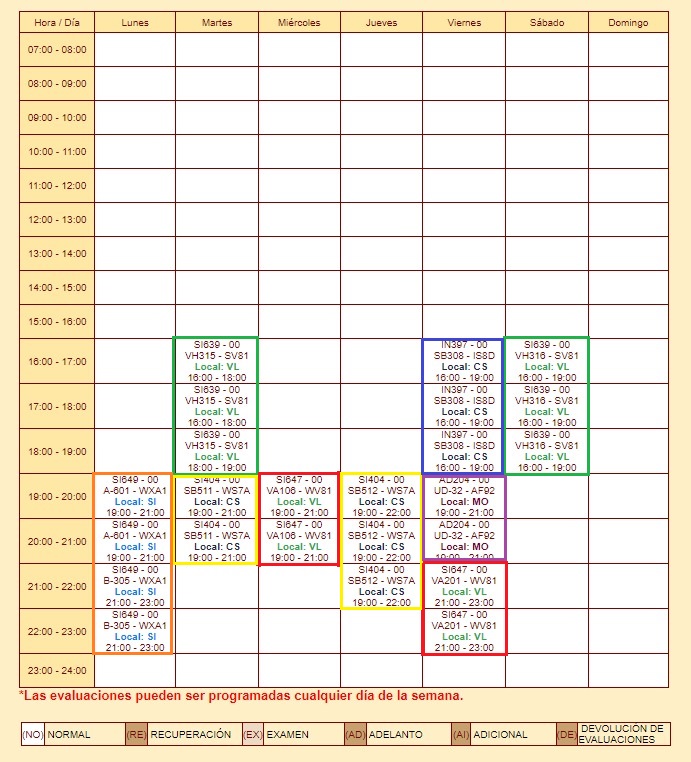 Hora / Día Lunes Martes Miércoles Jueves Viernes Sábado Domingo
07:00 - 08:00
08:00 - 09:00
09:00 - 10:00
10:00 - 11:00
11:00 - 12:00
12:00 - 13:00
13:00 - 14:00
14:00 - 15:00
15:00 - 16:00
16:00 - 17:00
SI639 - 00
VH315 - SV81
Local: VL
16:00 - 18:00
IN397 - 00
SB308 - IS8D
Local: CS
16:00 - 19:00
SI639 - 00
VH316 - SV81
Local: VL
16:00 - 19:00
17:00 - 18:00
SI639 - 00
VH315 - SV81
Local: VL
16:00 - 18:00
IN397 - 00
SB308 - IS8D
Local: CS
16:00 - 19:00
SI639 - 00
VH316 - SV81
Local: VL
16:00 - 19:00
18:00 - 19:00
SI639 - 00
VH315 - SV81
Local: VL
18:00 - 19:00
IN397 - 00
SB308 - IS8D
Local: CS
16:00 - 19:00
SI639 - 00
VH316 - SV81
Local: VL
16:00 - 19:00
19:00 - 20:00
SI649 - 00
A-601 - WXA1
Local: SI
19:00 - 21:00
SI404 - 00
SB511 - WS7A
Local: CS
19:00 - 21:00
SI647 - 00
VA106 - WV81
Local: VL
19:00 - 21:00
SI404 - 00
SB512 - WS7A
Local: CS
19:00 - 22:00
AD204 - 00
UD-32 - AF92
Local: MO
19:00 - 21:00
20:00 - 21:00
SI649 - 00
A-601 - WXA1
Local: SI
19:00 - 21:00
SI404 - 00
SB511 - WS7A
Local: CS
19:00 - 21:00
SI647 - 00
VA106 - WV81
Local: VL
19:00 - 21:00
SI404 - 00
SB512 - WS7A
Local: CS
19:00 - 22:00
AD204 - 00
UD-32 - AF92
Local: MO
19:00 - 21:00
21:00 - 22:00
SI649 - 00
B-305 - WXA1
Local: SI
21:00 - 23:00
SI404 - 00
SB512 - WS7A
Local: CS
19:00 - 22:00
SI647 - 00
VA201 - WV81
Local: VL
21:00 - 23:00
22:00 - 23:00
SI649 - 00
B-305 - WXA1
Local: SI
21:00 - 23:00
SI647 - 00
VA201 - WV81
Local: VL
21:00 - 23:00
23:00 - 24:00
*Las evaluaciones pueden ser programadas cualquier día de la semana.
(NO) NORMAL (RE) RECUPERACIÓN (EX) EXAMEN (AD) ADELANTO (AI) ADICIONAL (DE) DEVOLUCIÓN DE
EVALUACIONES